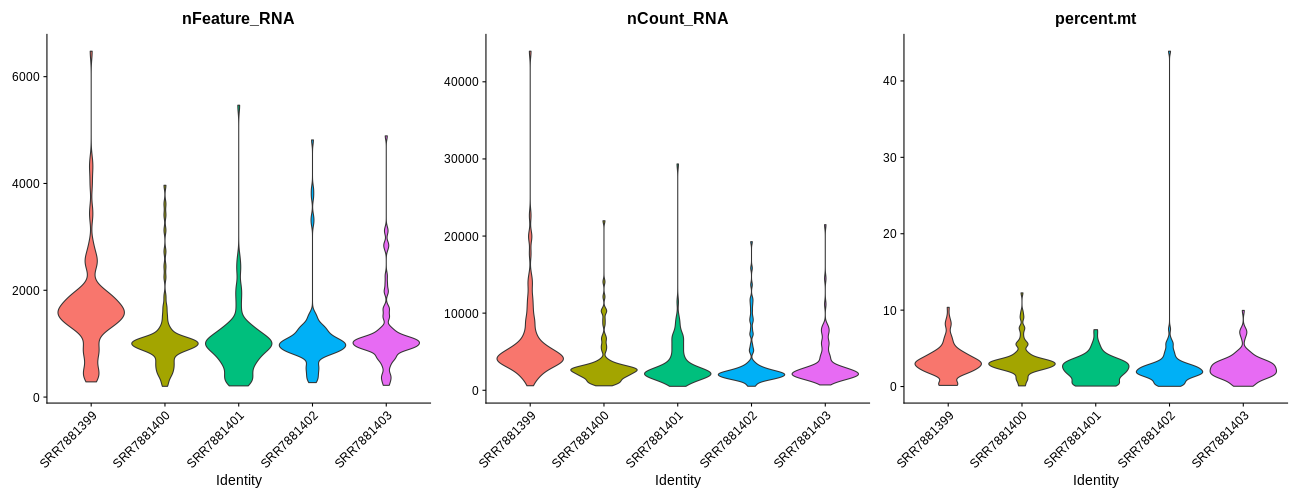 nFeature_RNA
6000
4000
2000
0
SRR7881399
SRR7881400
SRR7881401
SRR7881402
SRR7881403
Identity
nCount_RNA
40000
30000
20000
10000
0
SRR7881399
SRR7881400
SRR7881401
SRR7881402
SRR7881403
Identity
percent.mt
40
30
20
10
0
SRR7881399
SRR7881400
SRR7881401
SRR7881402
SRR7881403
Identity